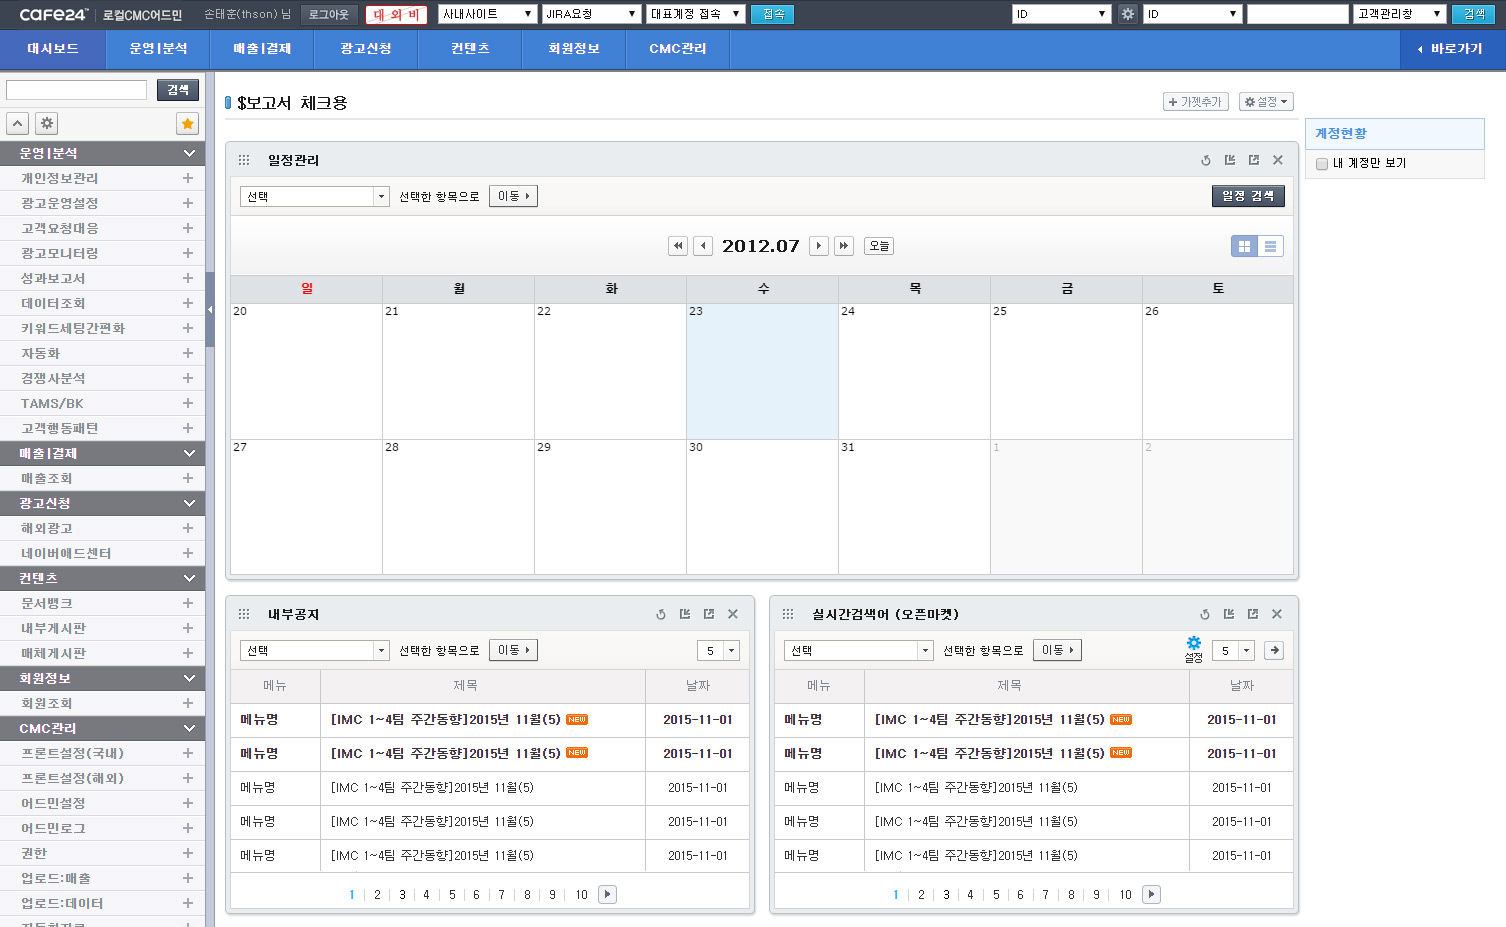 cafe24 로컬CMC어드민 손태훈(thson) 님 로그아웃 대외비 사내사이트 JIRA요청 대표계정 접속 접속 ID ID 고객관리창 검색
대시보드 운영|분석 매출|결제 광고신청 컨텐츠 회원정보 CMC관리 바로가기
검색
운영|분석
개인정보관리
광고운영설정
고객요청대응
광고모니터링
성과보고서
데이터조회
키워드세팅간편화
자동화
경쟁사분석
TAMS/BK
고객행동패턴
매출|결제
매출조회
광고신청
해외광고
네이버애드센터
컨텐츠
문서뱅크
내부게시판
매체게시판
회원정보
회원조회
CMC관리
프론트설정(국내)
프론트설정(해외)
어드민설정
어드민로그
권한
업로드:매출
업로드:데이터
$보고서 체크용 가젯추가 설정
계정현황
내 계정만 보기
일정관리
선택 선택한 항목으로 이동 일정 검색
2012.07 오늘
일 월 화 수 목 금 토
20 21 22 23 24 25 26
27 28 29 30 31 1 2
내부공지
선택 선택한 항목으로 이동 5
메뉴 제목 날짜
메뉴명 [IMC 1~4팀 주간동향]2015년 11월(5) NEW 2015-11-01
메뉴명 [IMC 1~4팀 주간동향]2015년 11월(5) NEW 2015-11-01
메뉴명 [IMC 1~4팀 주간동향]2015년 11월(5) 2015-11-01
메뉴명 [IMC 1~4팀 주간동향]2015년 11월(5) 2015-11-01
메뉴명 [IMC 1~4팀 주간동향]2015년 11월(5) 2015-11-01
1 2 3 4 5 6 7 8 9 10
실시간검색어 (오픈마켓)
선택 선택한 항목으로 이동 설정 5
메뉴 제목 날짜
메뉴명 [IMC 1~4팀 주간동향]2015년 11월(5) NEW 2015-11-01
메뉴명 [IMC 1~4팀 주간동향]2015년 11월(5) NEW 2015-11-01
메뉴명 [IMC 1~4팀 주간동향]2015년 11월(5) 2015-11-01
메뉴명 [IMC 1~4팀 주간동향]2015년 11월(5) 2015-11-01
메뉴명 [IMC 1~4팀 주간동향]2015년 11월(5) 2015-11-01
1 2 3 4 5 6 7 8 9 10